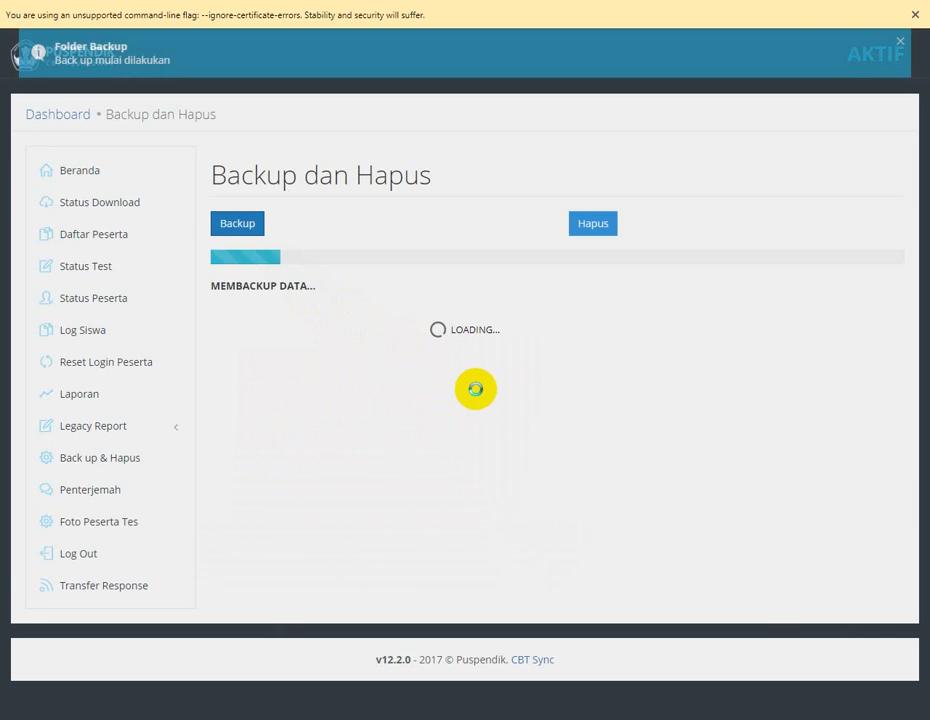 You are using an unsupported command-line flag: --ignore-certificate-errors. Stability and security will suffer.
Folder Backup
Back up mulai dilakukan
PUSPENDIK
AKTIF
Dashboard • Backup dan Hapus
Beranda
Status Download
Daftar Peserta
Status Test
Status Peserta
Log Siswa
Reset Login Peserta
Laporan
Legacy Report
Back up & Hapus
Penterjemah
Foto Peserta Tes
Log Out
Transfer Response
Backup dan Hapus
Backup
Hapus
MEMBACKUP DATA...
LOADING...
v12.2.0 - 2017 © Puspendik. CBT Sync